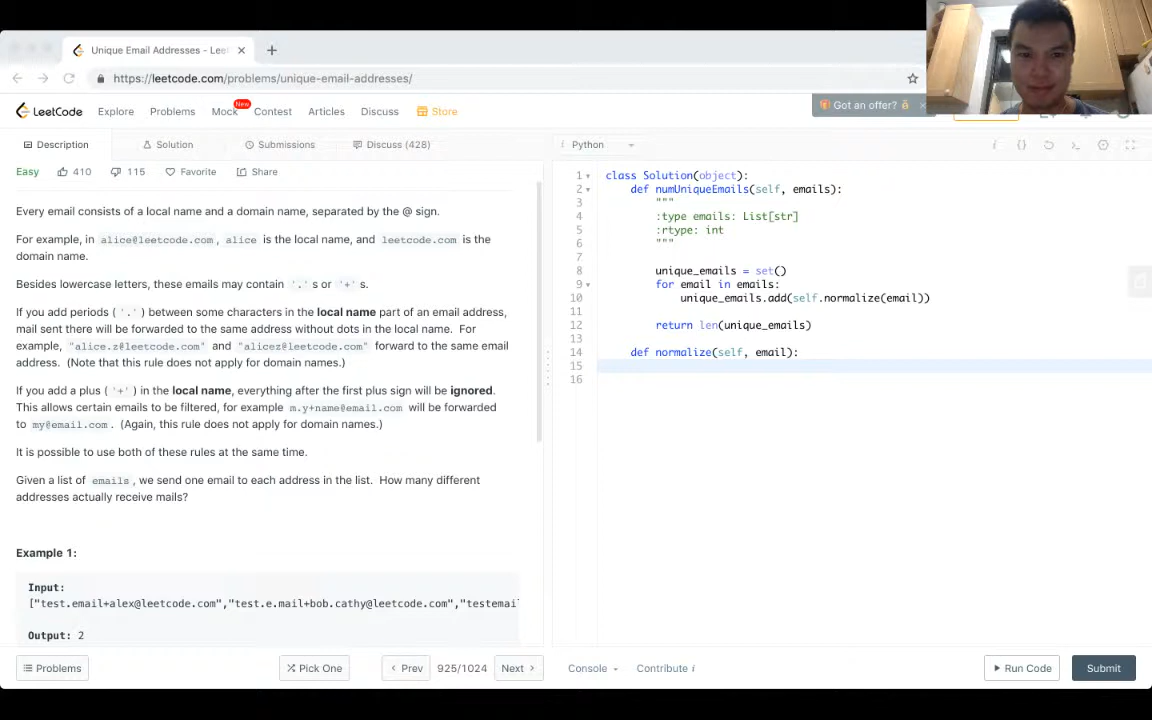 Unique Email Addresses - Leet
https://leetcode.com/problems/unique-email-addresses/
LeetCode Explore Problems Mock New Contest Articles Discuss Store
Got an offer?
Description Solution Submissions Discuss (428)
Easy 410 115 Favorite Share
Every email consists of a local name and a domain name, separated by the @ sign.
For example, in alice@leetcode.com, alice is the local name, and leetcode.com is the
domain name.
Besides lowercase letters, these emails may contain '.' s or '+' s.
If you add periods ( '.' ) between some characters in the local name part of an email address,
mail sent there will be forwarded to the same address without dots in the local name. For
example, "alice.z@leetcode.com" and "alicez@leetcode.com" forward to the same email
address. (Note that this rule does not apply for domain names.)
If you add a plus ( '+' ) in the local name, everything after the first plus sign will be ignored.
This allows certain emails to be filtered, for example m.y+name@email.com will be forwarded
to my@email.com. (Again, this rule does not apply for domain names.)
It is possible to use both of these rules at the same time.
Given a list of emails, we send one email to each address in the list. How many different
addresses actually receive mails?
Example 1:
Input:
["test.email+alex@leetcode.com","test.e.mail+bob.cathy@leetcode.com","testemai
Output: 2
Problems Pick One Prev 925/1024 Next
i Python
1 class Solution(object):
2 def numUniqueEmails(self, emails):
3 """
4 :type emails: List[str]
5 :rtype: int
6 """
7
8 unique_emails = set()
9 for email in emails:
10 unique_emails.add(self.normalize(email))
11
12 return len(unique_emails)
13
14 def normalize(self, email):
15
16
Console Contribute i Run Code Submit